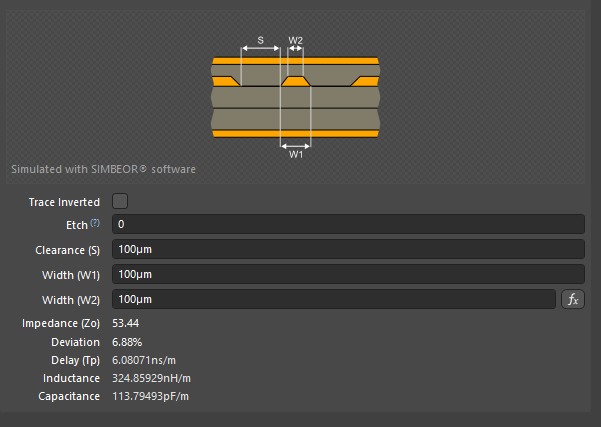 S
W2
W1
Simulated with SIMBEOR® software
Trace Inverted
Etch (?) 0
Clearance (S) 100µm
Width (W1) 100µm
Width (W2) 100µm fx
Impedance (Zo) 53.44
Deviation 6.88%
Delay (Tp) 6.08071ns/m
Inductance 324.85929nH/m
Capacitance 113.79493pF/m